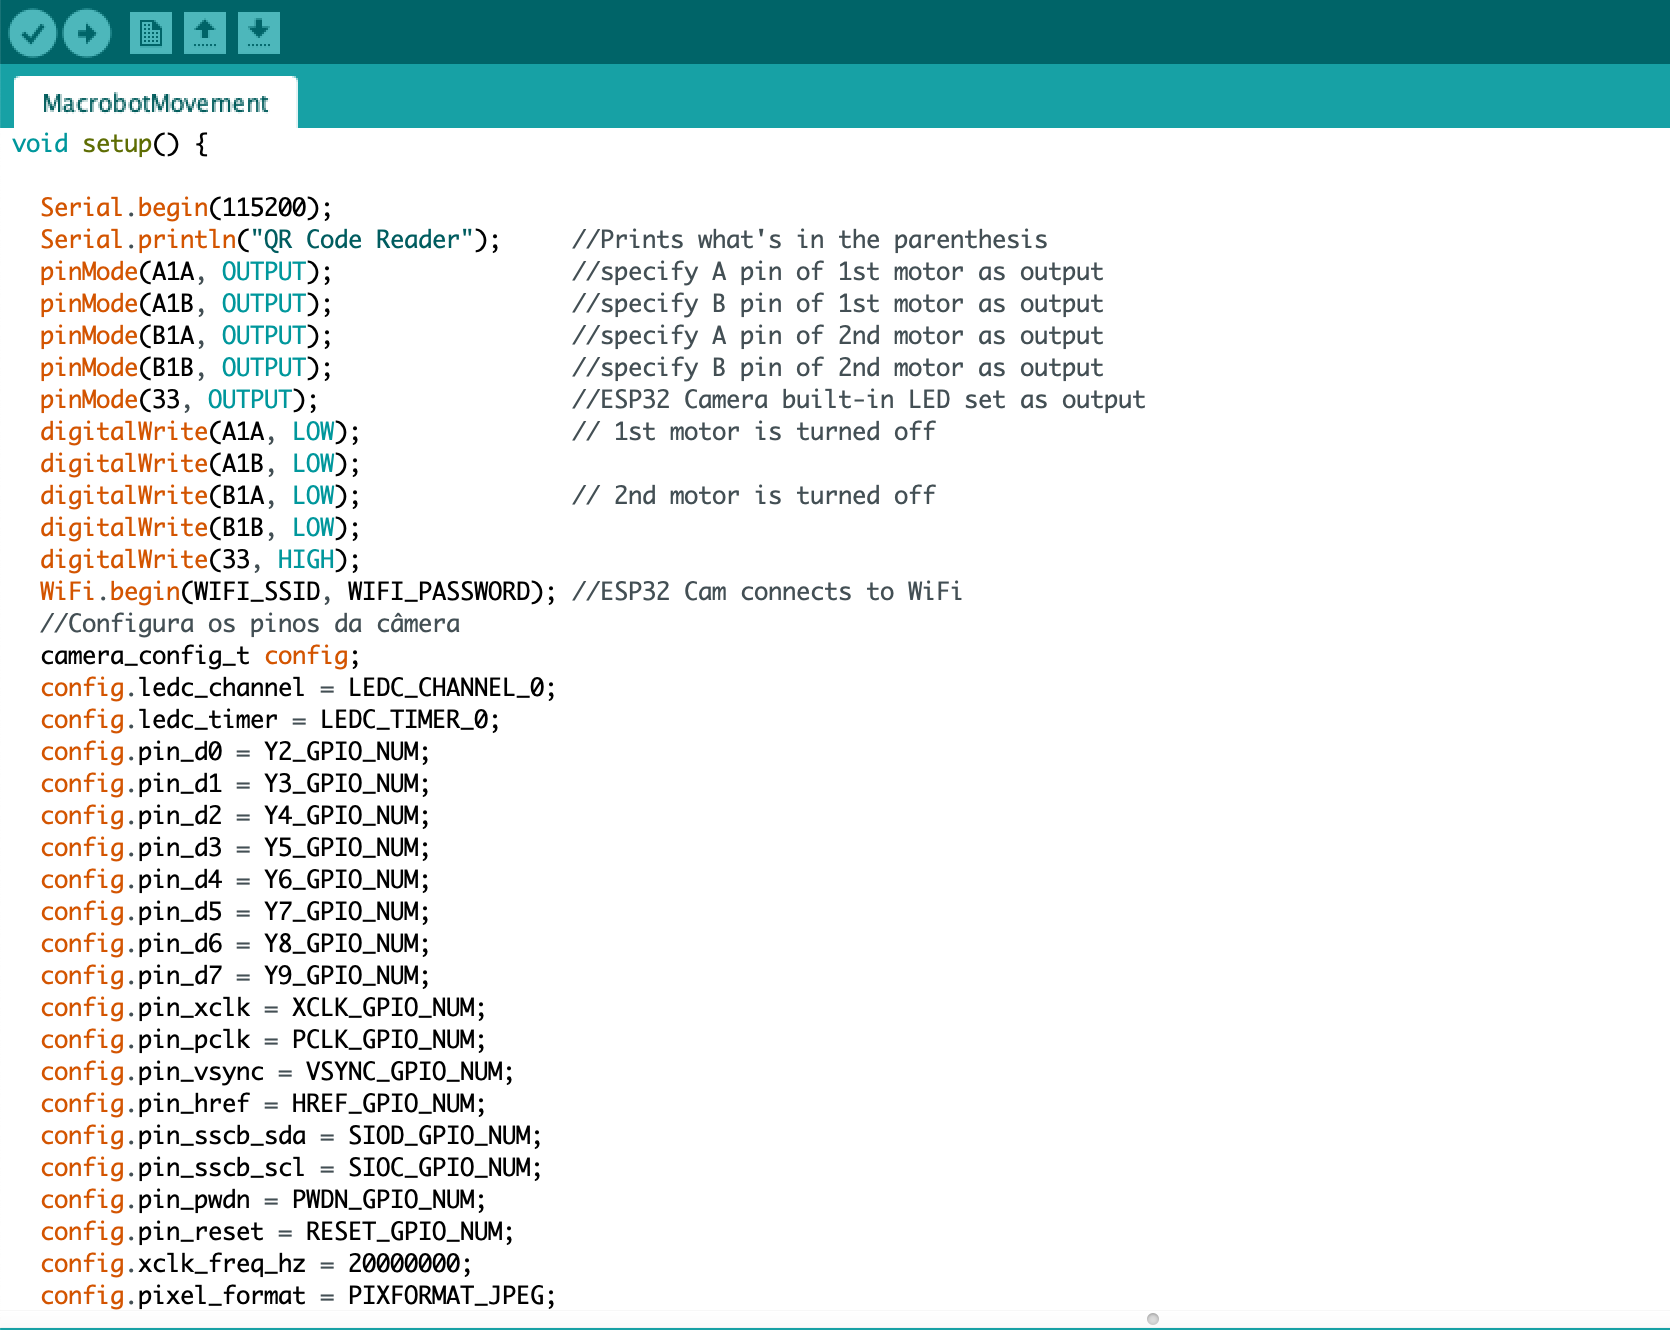 MacrobotMovement
void setup() {
Serial.begin(115200);
Serial.println("QR Code Reader");     //Prints what's in the parenthesis
pinMode(A1A, OUTPUT);                 //specify A pin of 1st motor as output
pinMode(A1B, OUTPUT);                 //specify B pin of 1st motor as output
pinMode(B1A, OUTPUT);                 //specify A pin of 2nd motor as output
pinMode(B1B, OUTPUT);                 //specify B pin of 2nd motor as output
pinMode(33, OUTPUT);                  //ESP32 Camera built-in LED set as output
digitalWrite(A1A, LOW);               // 1st motor is turned off
digitalWrite(A1B, LOW);
digitalWrite(B1A, LOW);               // 2nd motor is turned off
digitalWrite(B1B, LOW);
digitalWrite(33, HIGH);
WiFi.begin(WIFI_SSID, WIFI_PASSWORD); //ESP32 Cam connects to WiFi
//Configura os pinos da câmera
camera_config_t config;
config.ledc_channel = LEDC_CHANNEL_0;
config.ledc_timer = LEDC_TIMER_0;
config.pin_d0 = Y2_GPIO_NUM;
config.pin_d1 = Y3_GPIO_NUM;
config.pin_d2 = Y4_GPIO_NUM;
config.pin_d3 = Y5_GPIO_NUM;
config.pin_d4 = Y6_GPIO_NUM;
config.pin_d5 = Y7_GPIO_NUM;
config.pin_d6 = Y8_GPIO_NUM;
config.pin_d7 = Y9_GPIO_NUM;
config.pin_xclk = XCLK_GPIO_NUM;
config.pin_pclk = PCLK_GPIO_NUM;
config.pin_vsync = VSYNC_GPIO_NUM;
config.pin_href = HREF_GPIO_NUM;
config.pin_sscb_sda = SIOD_GPIO_NUM;
config.pin_sscb_scl = SIOC_GPIO_NUM;
config.pin_pwdn = PWDN_GPIO_NUM;
config.pin_reset = RESET_GPIO_NUM;
config.xclk_freq_hz = 20000000;
config.pixel_format = PIXFORMAT_JPEG;